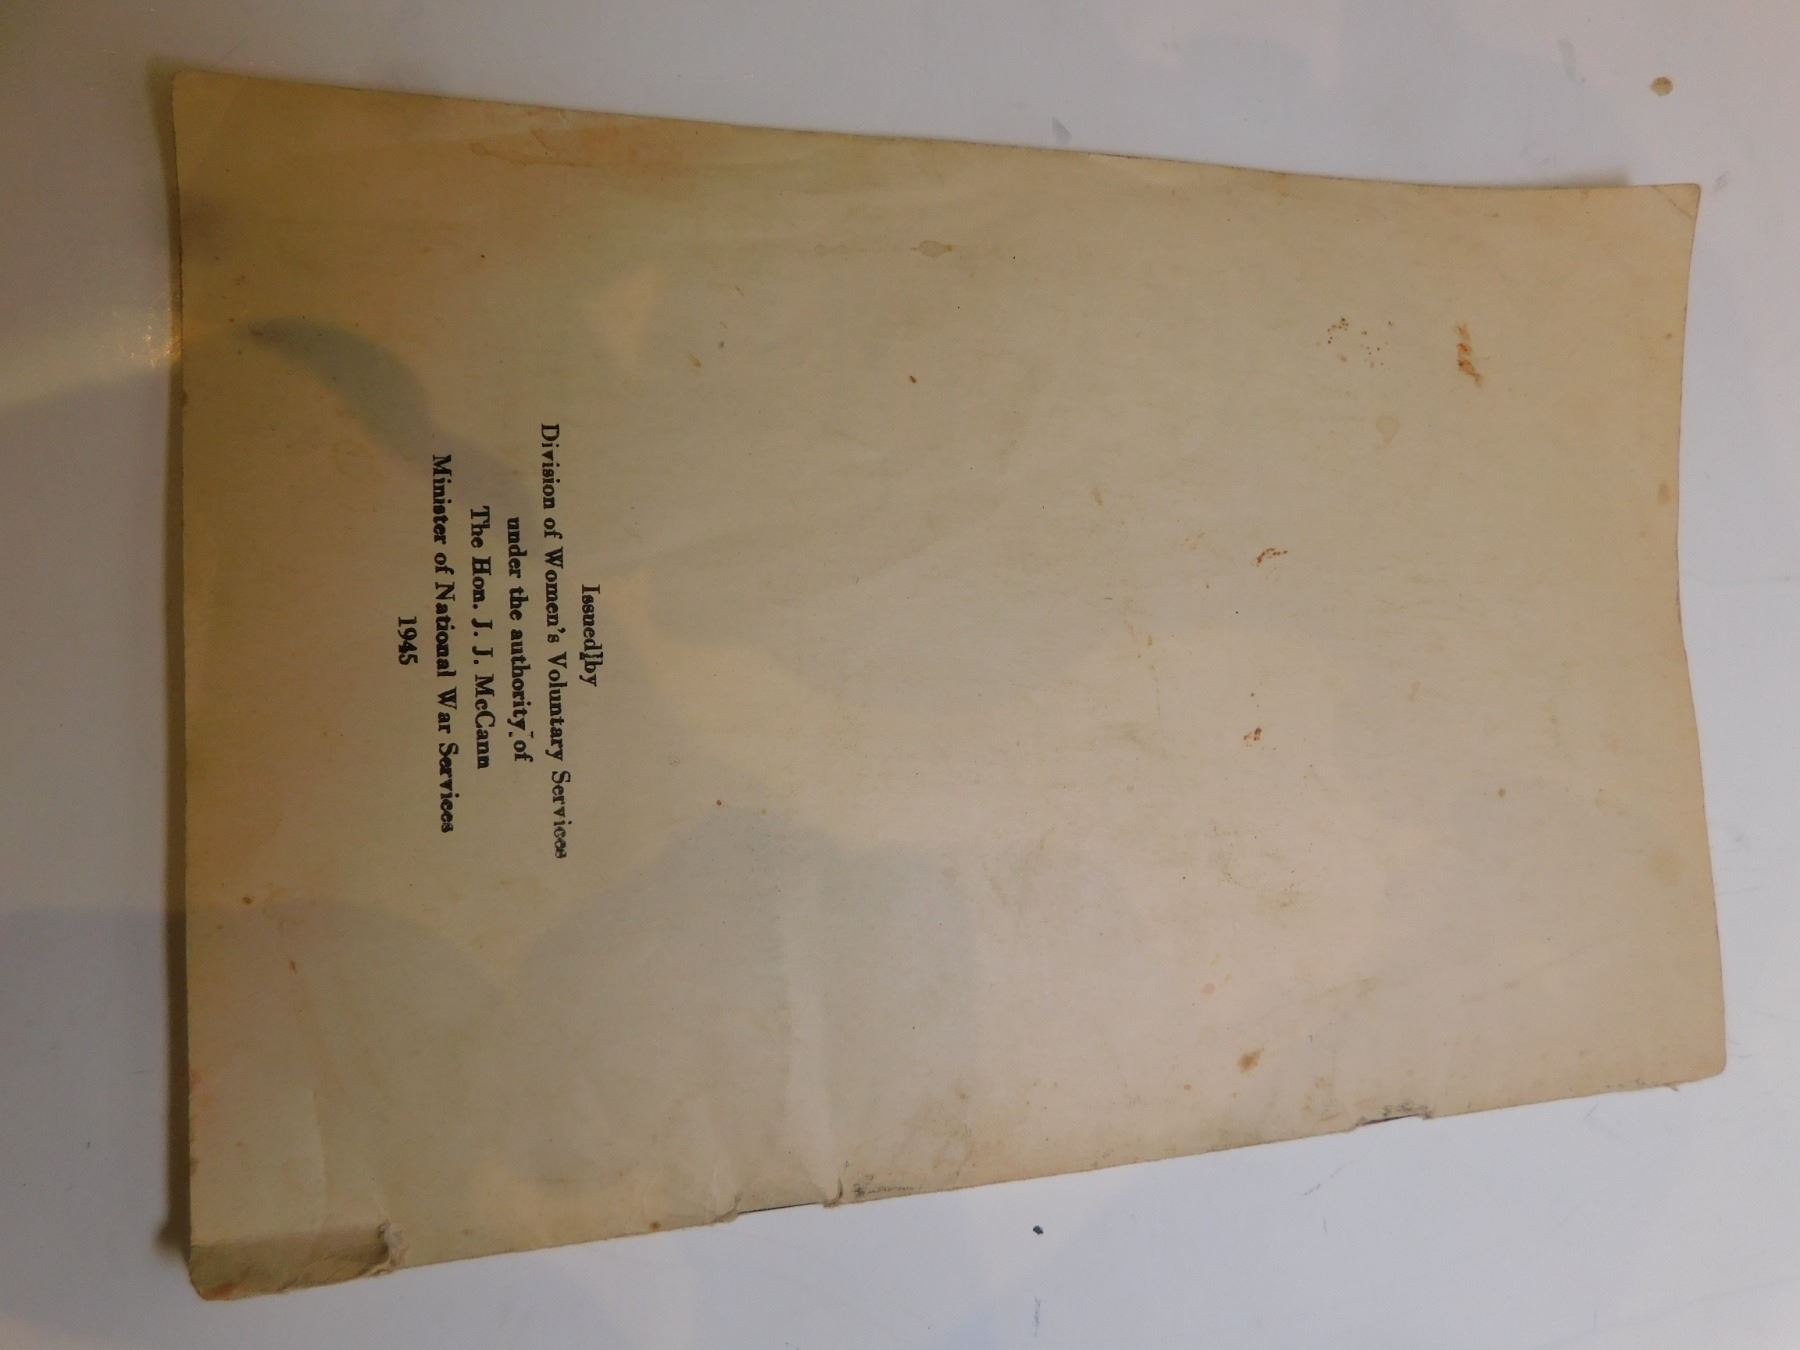 Issued by
Division of Women's Voluntary Services
under the authority of
The Hon. J. J. McCann
Minister of National War Services
1945